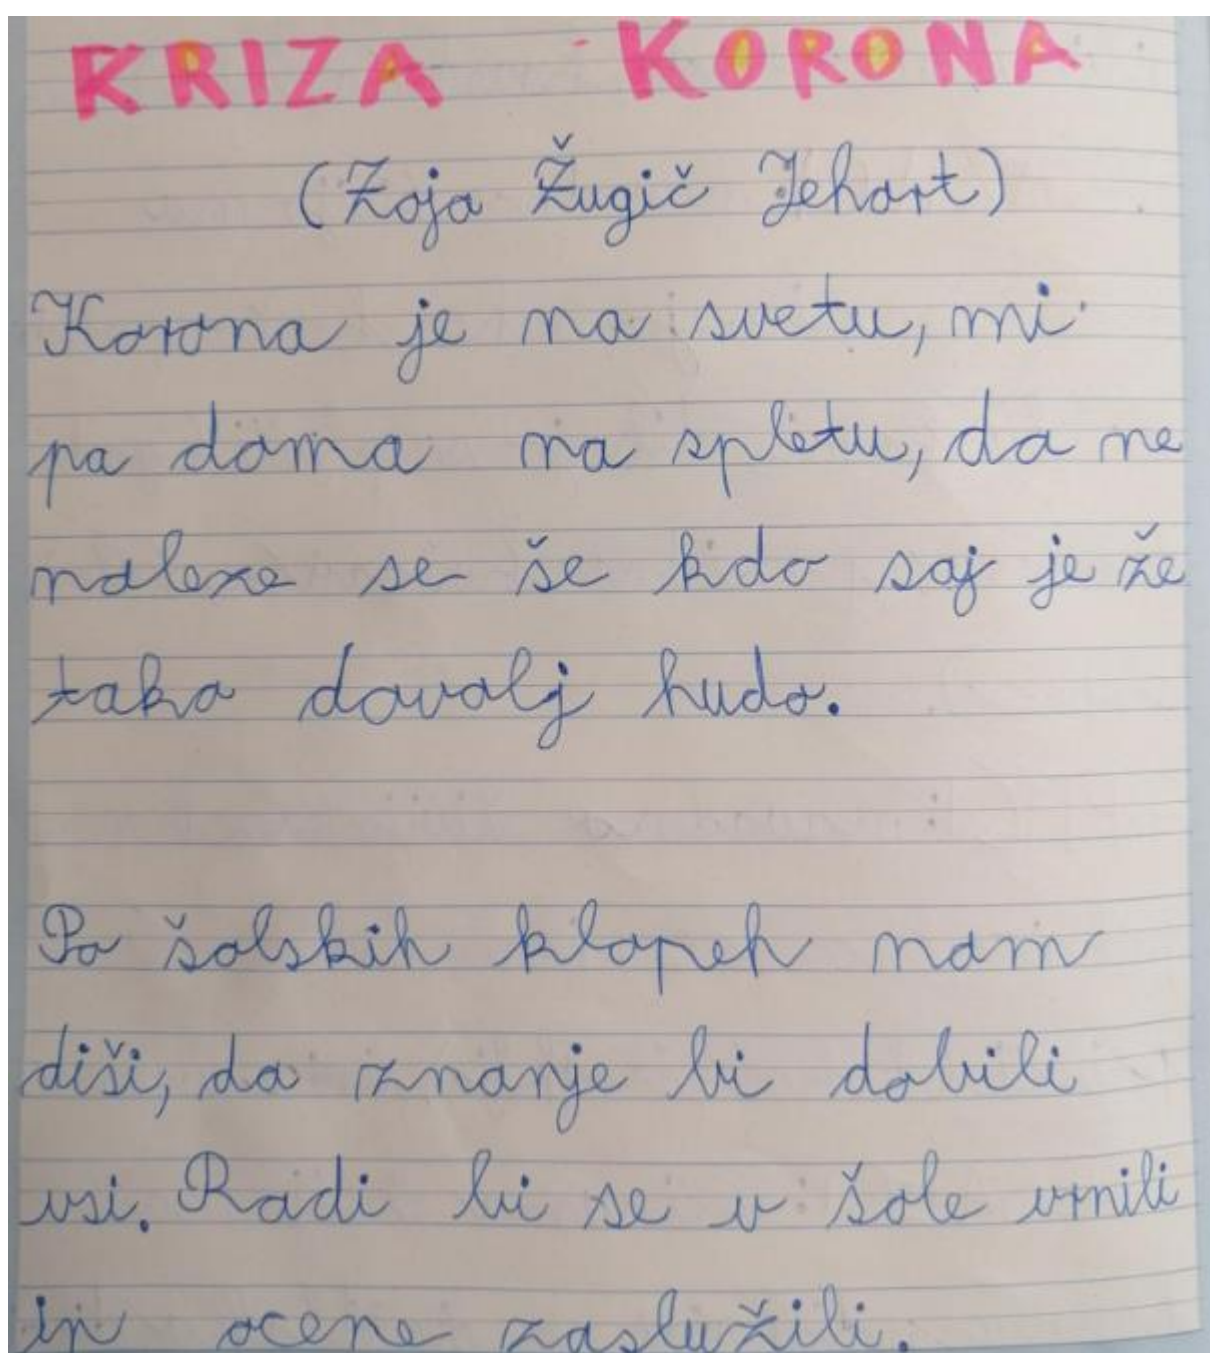 KRIZA KORONA
(Zoja Žugič Jehart)
Korona je na svetu, mi
pa doma na spletu, da ne
naleze se še kdo saj je že
tako dovolj hudo.
Po šolskih klopeh nam
diši, da znanje bi dobili
vsi. Radi bi se v šole vrnili
in ocene zaslužili.